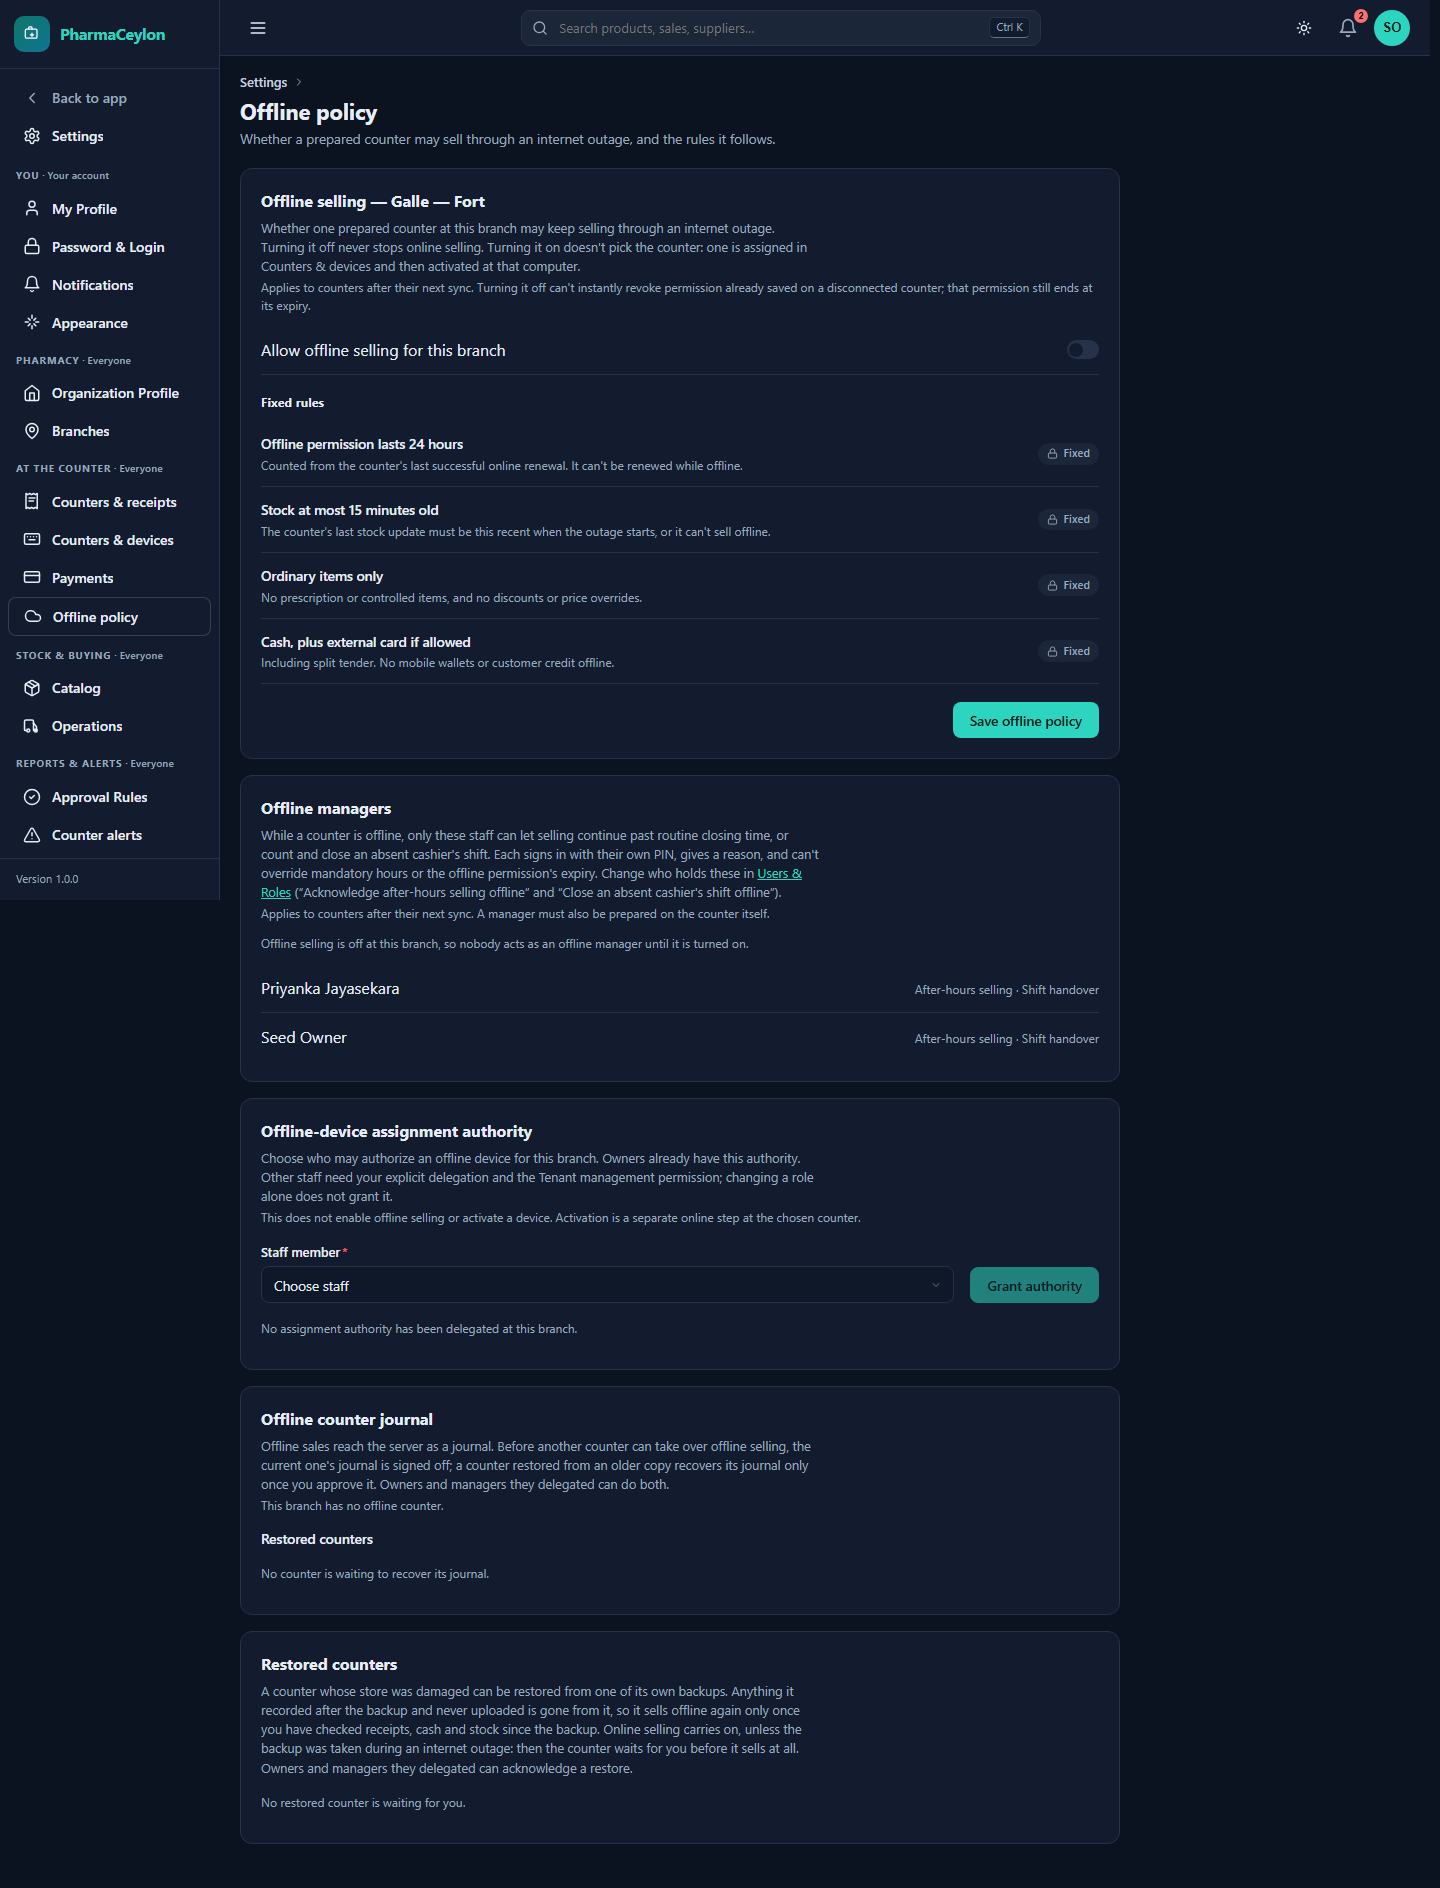 PharmaCeylon
Search products, sales, suppliers...
Ctrl K
2
SO
Back to app
Settings
YOU · Your account
My Profile
Password & Login
Notifications
Appearance
PHARMACY · Everyone
Organization Profile
Branches
AT THE COUNTER · Everyone
Counters & receipts
Counters & devices
Payments
Offline policy
STOCK & BUYING · Everyone
Catalog
Operations
REPORTS & ALERTS · Everyone
Approval Rules
Counter alerts
Version 1.0.0
Settings
Offline policy
Whether a prepared counter may sell through an internet outage, and the rules it follows.
Offline selling — Galle — Fort
Whether one prepared counter at this branch may keep selling through an internet outage.
Turning it off never stops online selling. Turning it on doesn't pick the counter: one is assigned in
Counters & devices and then activated at that computer.
Applies to counters after their next sync. Turning it off can't instantly revoke permission already saved on a disconnected counter; that permission still ends at
its expiry.
Allow offline selling for this branch
Fixed rules
Offline permission lasts 24 hours
Counted from the counter's last successful online renewal. It can't be renewed while offline.
Fixed
Stock at most 15 minutes old
The counter's last stock update must be this recent when the outage starts, or it can't sell offline.
Fixed
Ordinary items only
No prescription or controlled items, and no discounts or price overrides.
Fixed
Cash, plus external card if allowed
Including split tender. No mobile wallets or customer credit offline.
Fixed
Save offline policy
Offline managers
While a counter is offline, only these staff can let selling continue past routine closing time, or
count and close an absent cashier's shift. Each signs in with their own PIN, gives a reason, and can't
override mandatory hours or the offline permission's expiry. Change who holds these in Users &
Roles (“Acknowledge after-hours selling offline” and “Close an absent cashier's shift offline”).
Applies to counters after their next sync. A manager must also be prepared on the counter itself.
Offline selling is off at this branch, so nobody acts as an offline manager until it is turned on.
Priyanka Jayasekara
After-hours selling · Shift handover
Seed Owner
After-hours selling · Shift handover
Offline-device assignment authority
Choose who may authorize an offline device for this branch. Owners already have this authority.
Other staff need your explicit delegation and the Tenant management permission; changing a role
alone does not grant it.
This does not enable offline selling or activate a device. Activation is a separate online step at the chosen counter.
Staff member *
Choose staff
Grant authority
No assignment authority has been delegated at this branch.
Offline counter journal
Offline sales reach the server as a journal. Before another counter can take over offline selling, the
current one's journal is signed off; a counter restored from an older copy recovers its journal only
once you approve it. Owners and managers they delegated can do both.
This branch has no offline counter.
Restored counters
No counter is waiting to recover its journal.
Restored counters
A counter whose store was damaged can be restored from one of its own backups. Anything it
recorded after the backup and never uploaded is gone from it, so it sells offline again only once
you have checked receipts, cash and stock since the backup. Online selling carries on, unless the
backup was taken during an internet outage: then the counter waits for you before it sells at all.
Owners and managers they delegated can acknowledge a restore.
No restored counter is waiting for you.